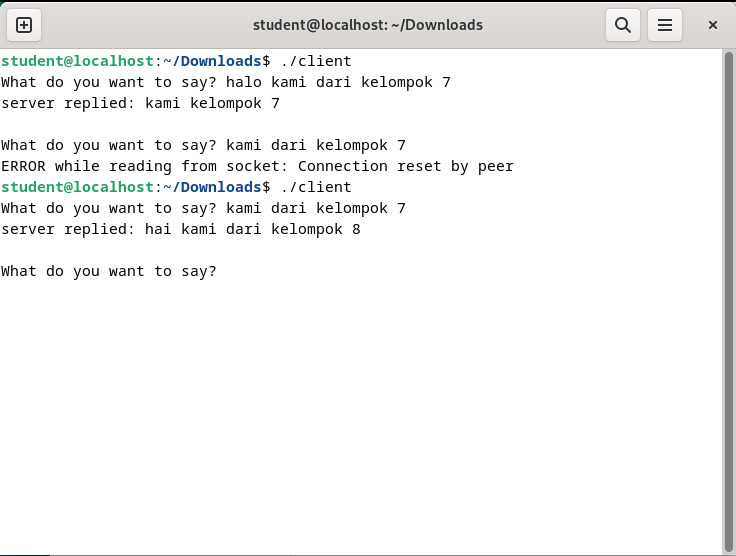 student@localhost: ~/Downloads
student@localhost:~/Downloads$ ./client
What do you want to say? halo kami dari kelompok 7
server replied: kami kelompok 7
What do you want to say? kami dari kelompok 7
ERROR while reading from socket: Connection reset by peer
student@localhost:~/Downloads$ ./client
What do you want to say? kami dari kelompok 7
server replied: hai kami dari kelompok 8
What do you want to say?